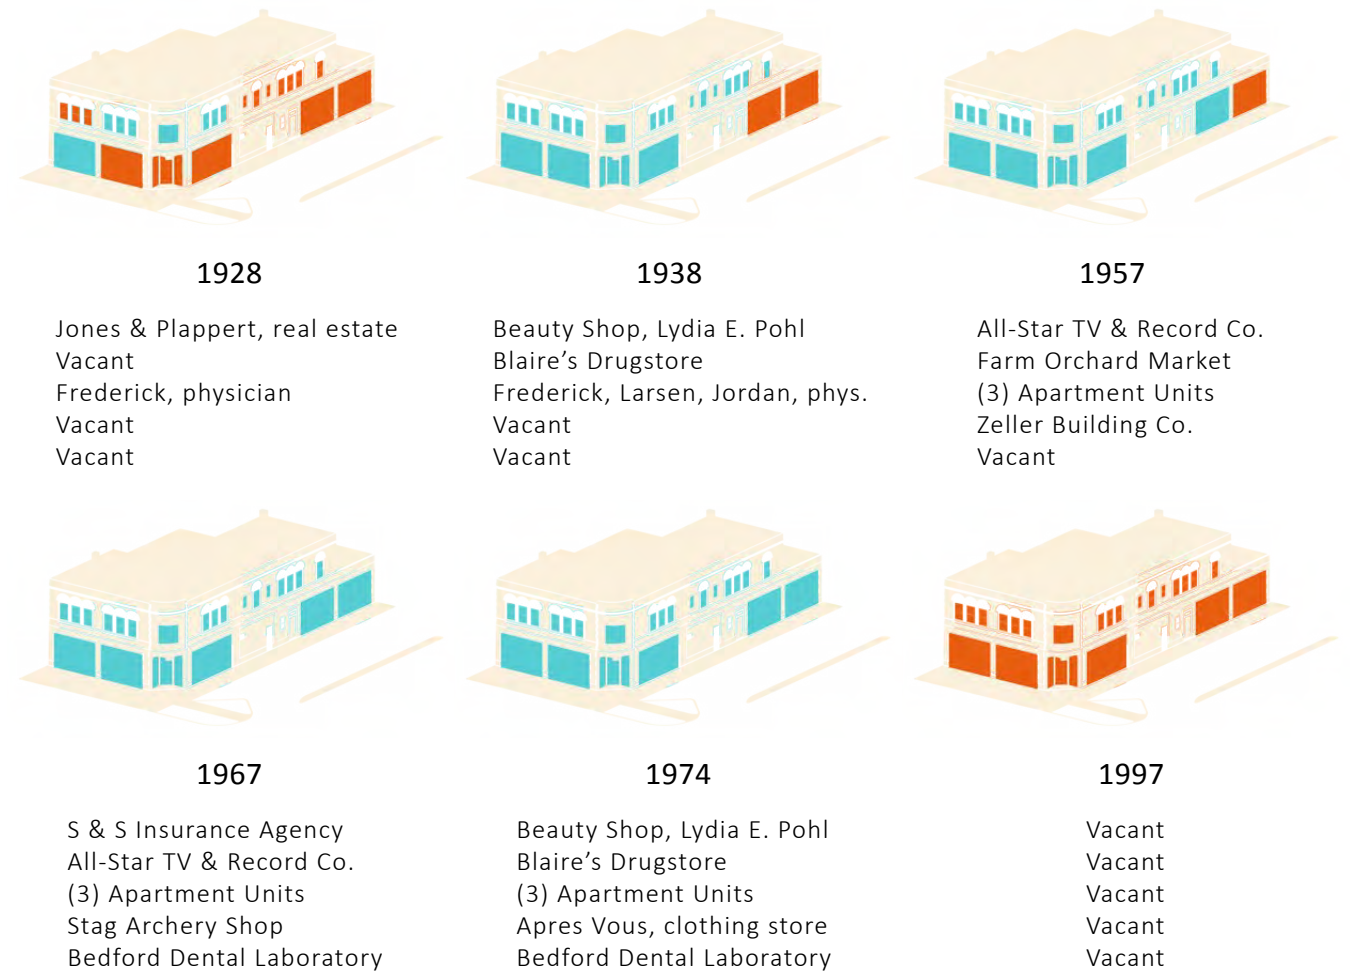 1928
Jones & Plappert, real estate
Vacant
Frederick, physician
Vacant
Vacant
1938
Beauty Shop, Lydia E. Pohl
Blaire’s Drugstore
Frederick, Larsen, Jordan, phys.
Vacant
Vacant
1957
All-Star TV & Record Co.
Farm Orchard Market
(3) Apartment Units
Zeller Building Co.
Vacant
1967
S & S Insurance Agency
All-Star TV & Record Co.
(3) Apartment Units
Stag Archery Shop
Bedford Dental Laboratory
1974
Beauty Shop, Lydia E. Pohl
Blaire’s Drugstore
(3) Apartment Units
Apres Vous, clothing store
Bedford Dental Laboratory
1997
Vacant
Vacant
Vacant
Vacant
Vacant